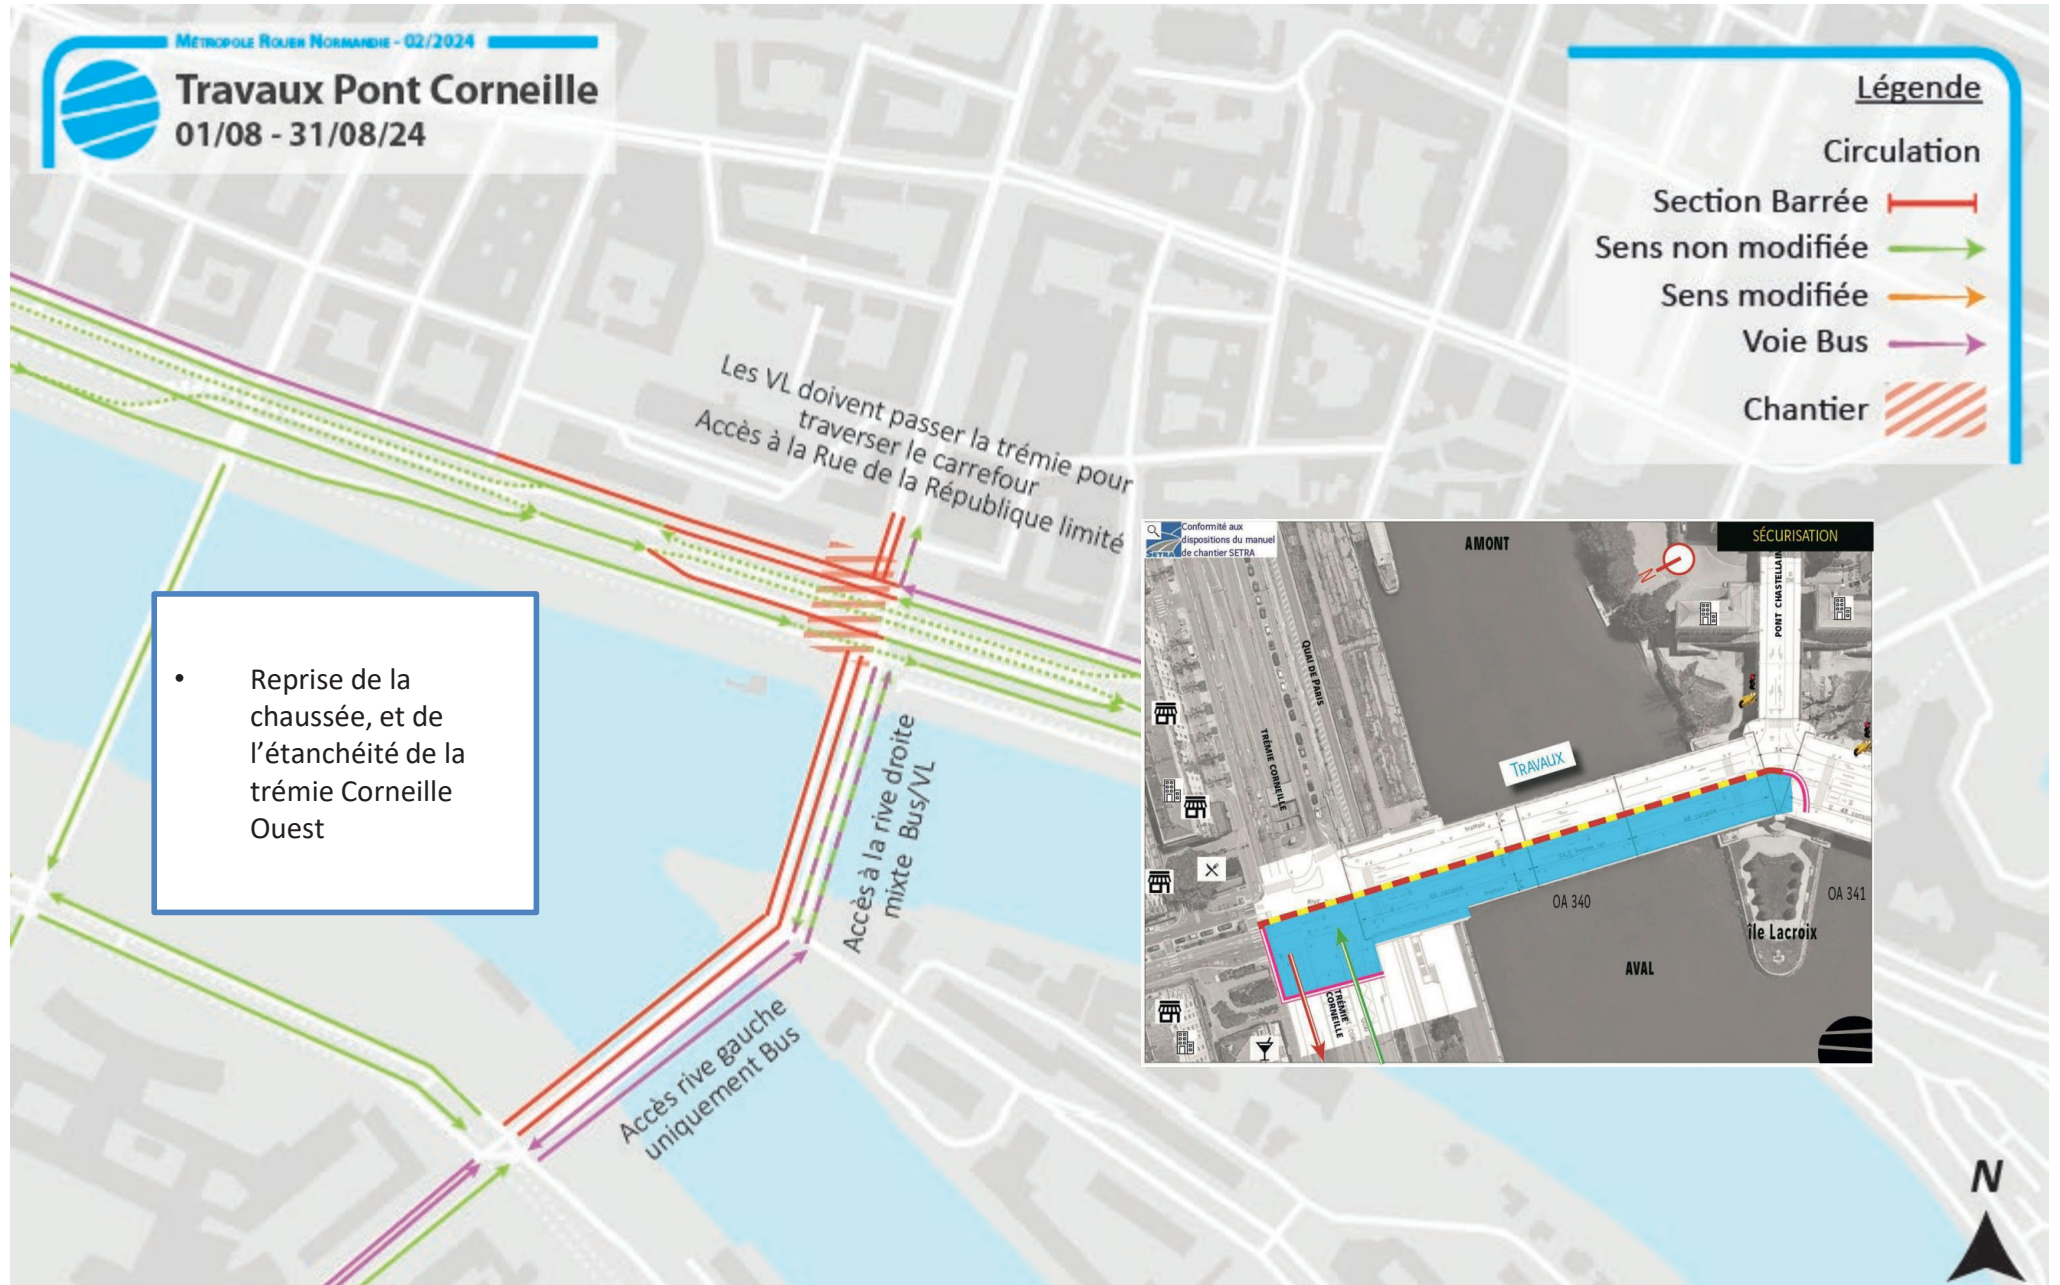 MÉTROPOLE ROUEN NORMANDIE - 02/2024
Travaux Pont Corneille
01/08 - 31/08/24
Légende
Circulation
Section Barrée
Sens non modifiée
Sens modifiée
Voie Bus
Chantier
Les VL doivent passer la trémie pour
traverser le carrefour
Accès à la Rue de la République limité
• Reprise de la
chaussée, et de
l’étanchéité de la
trémie Corneille
Ouest
Accès à la rive droite
mixte Bus/VL
Accès rive gauche
uniquement Bus
SETRA
Conformité aux
dispositions du manuel
de chantier SETRA
AMONT
SÉCURISATION
N
PONT CHASTELLAIN
QUAI DE PARIS
TRÉMIE CORNEILLE
TRAVAUX
trottoir
OA 340
OA 341
île Lacroix
AVAL
TRÉMIE
CORNEILLE
N